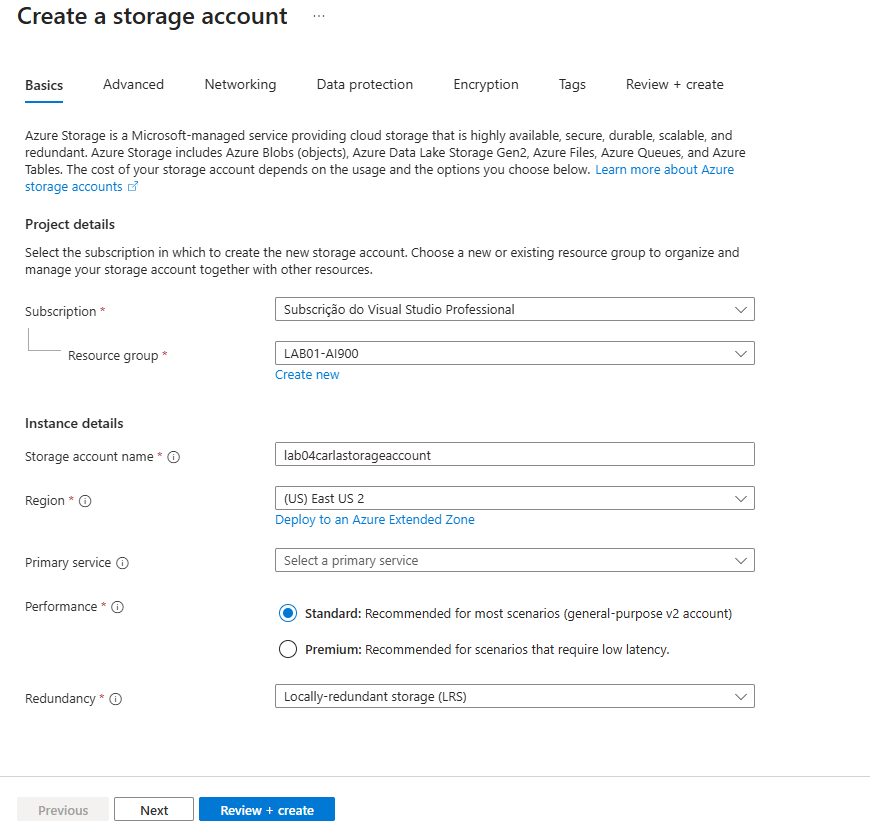 Create a storage account ...
Basics Advanced Networking Data protection Encryption Tags Review + create
Azure Storage is a Microsoft-managed service providing cloud storage that is highly available, secure, durable, scalable, and
redundant. Azure Storage includes Azure Blobs (objects), Azure Data Lake Storage Gen2, Azure Files, Azure Queues, and Azure
Tables. The cost of your storage account depends on the usage and the options you choose below. Learn more about Azure
storage accounts
Project details
Select the subscription in which to create the new storage account. Choose a new or existing resource group to organize and
manage your storage account together with other resources.
Subscription * Subscrição do Visual Studio Professional
Resource group * LAB01-AI900
Create new
Instance details
Storage account name * lab04carlastorageaccount
Region * (US) East US 2
Deploy to an Azure Extended Zone
Primary service Select a primary service
Performance * Standard: Recommended for most scenarios (general-purpose v2 account)
Premium: Recommended for scenarios that require low latency.
Redundancy * Locally-redundant storage (LRS)
Previous Next Review + create